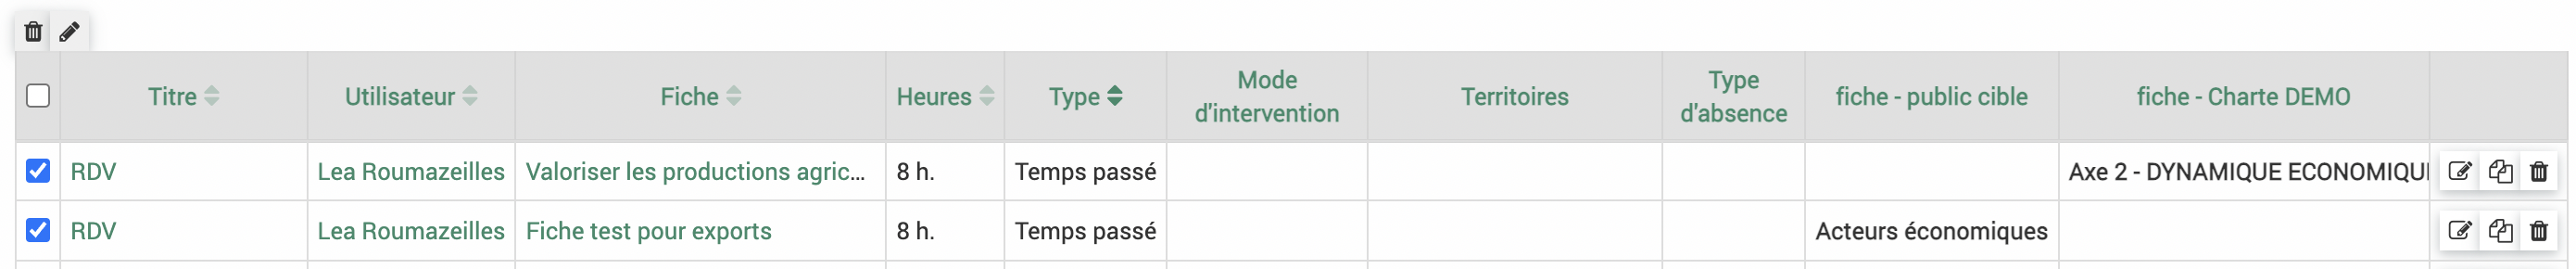 Titre Utilisateur Fiche Heures Type Mode d'intervention Territoires Type d'absence fiche - public cible fiche - Charte DEMO
RDV Lea Roumazeilles Valoriser les productions agric... 8 h. Temps passé Axe 2 - DYNAMIQUE ECONOMIQU
RDV Lea Roumazeilles Fiche test pour exports 8 h. Temps passé Acteurs économiques